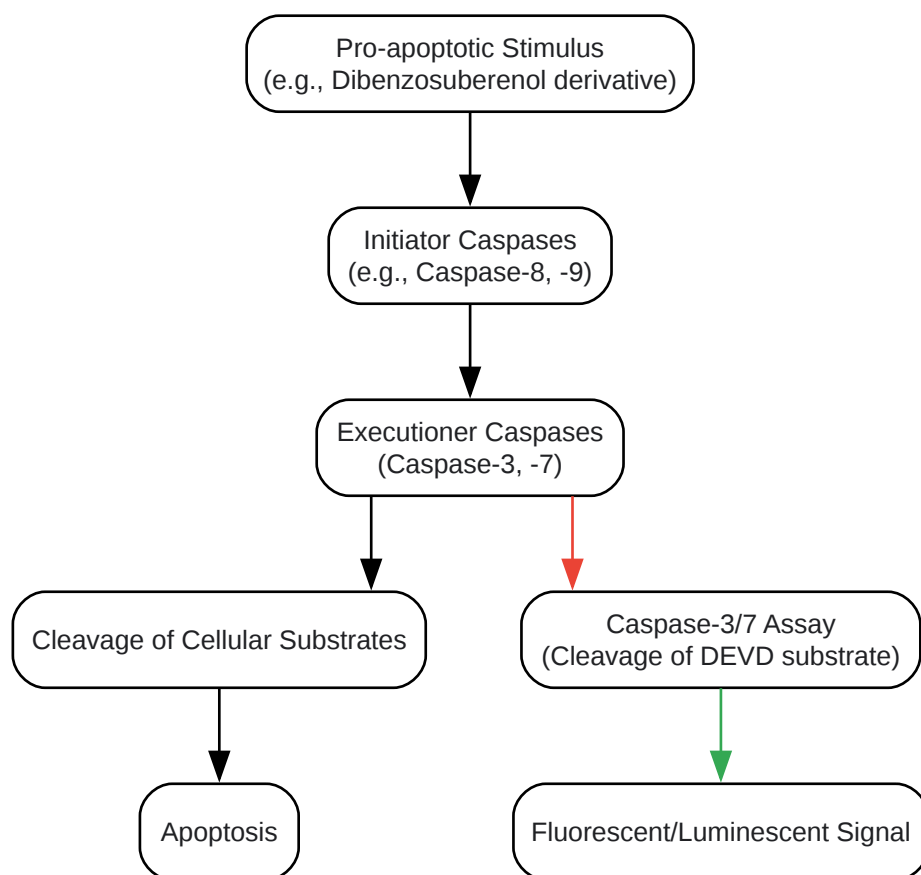 Pro-apoptotic Stimulus
(e.g., Dibenzosuberenol derivative)
Initiator Caspases
(e.g., Caspase-8, -9)
Executioner Caspases
(Caspase-3, -7)
Cleavage of Cellular Substrates
Caspase-3/7 Assay
(Cleavage of DEVD substrate)
Apoptosis
Fluorescent/Luminescent Signal